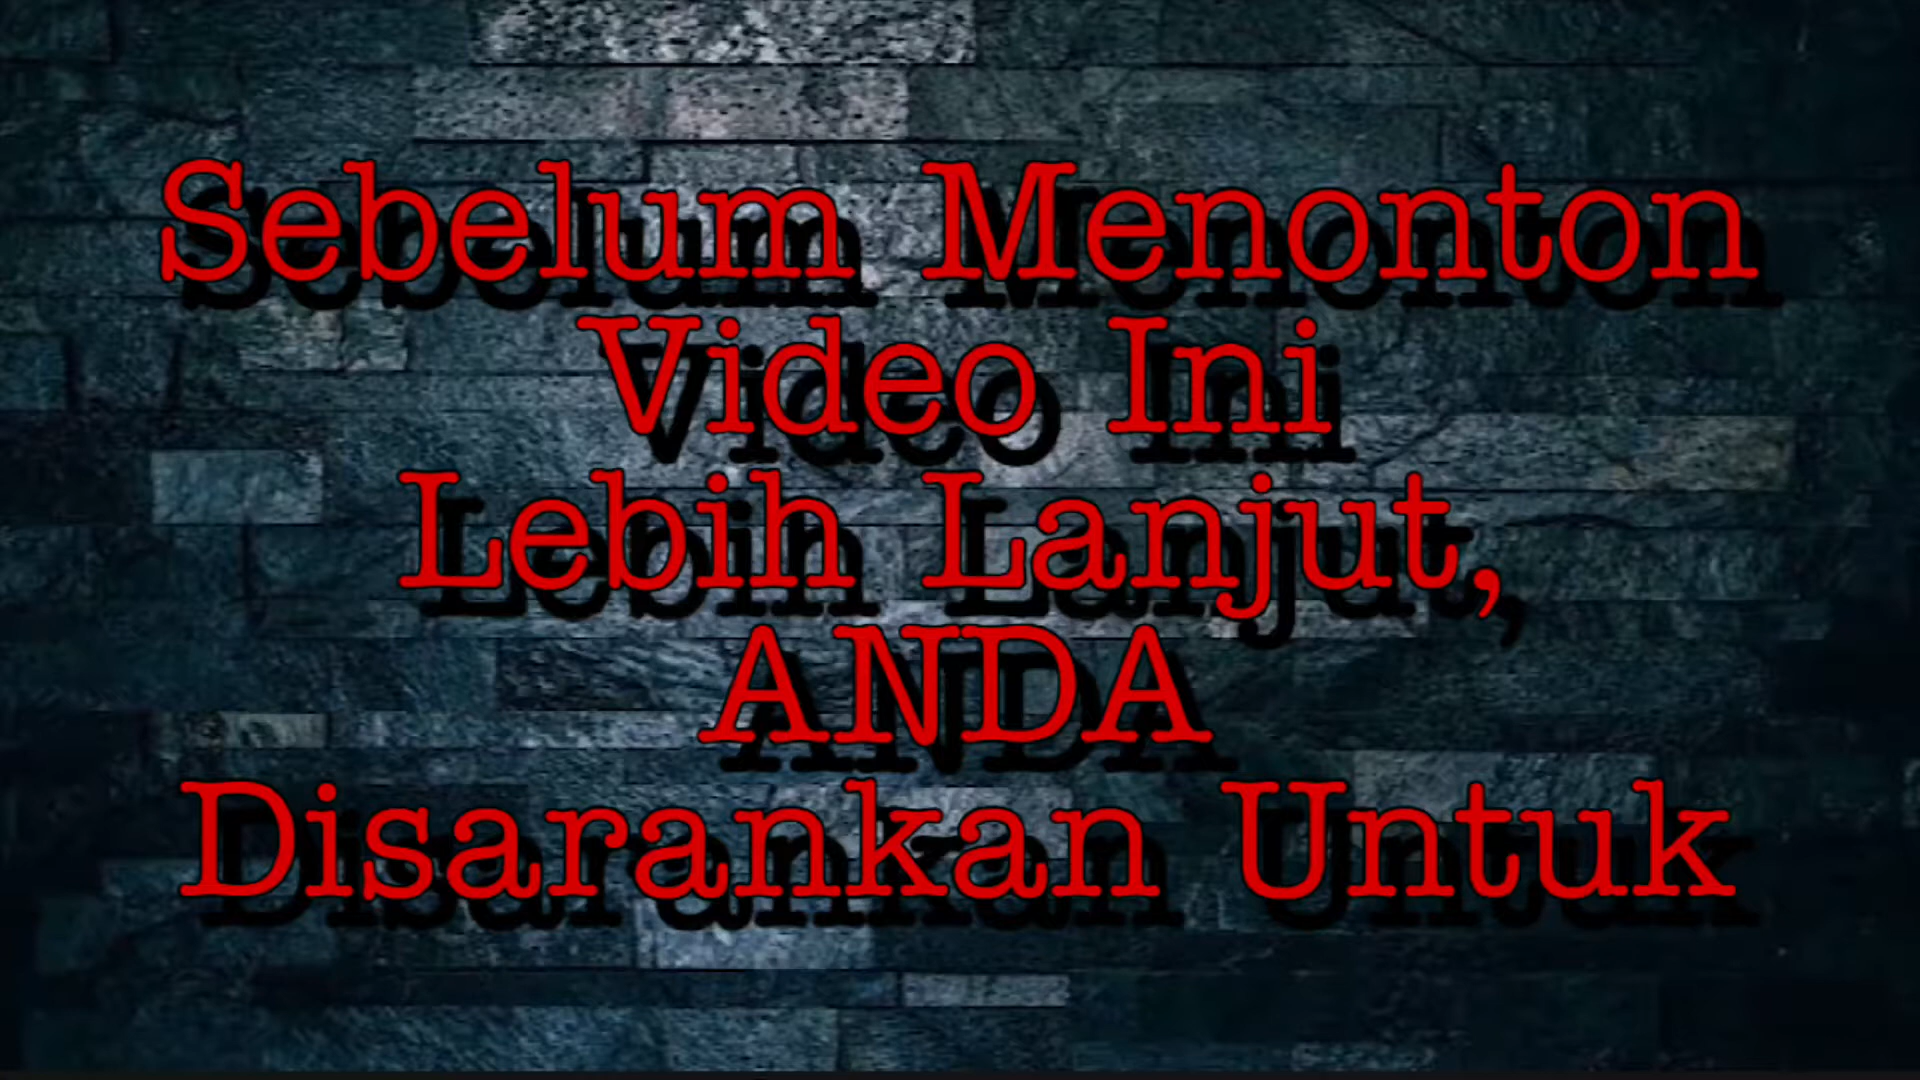 Sebelum Menonton
Video Ini
Lebih Lanjut,
ANDA
Disarankan Untuk